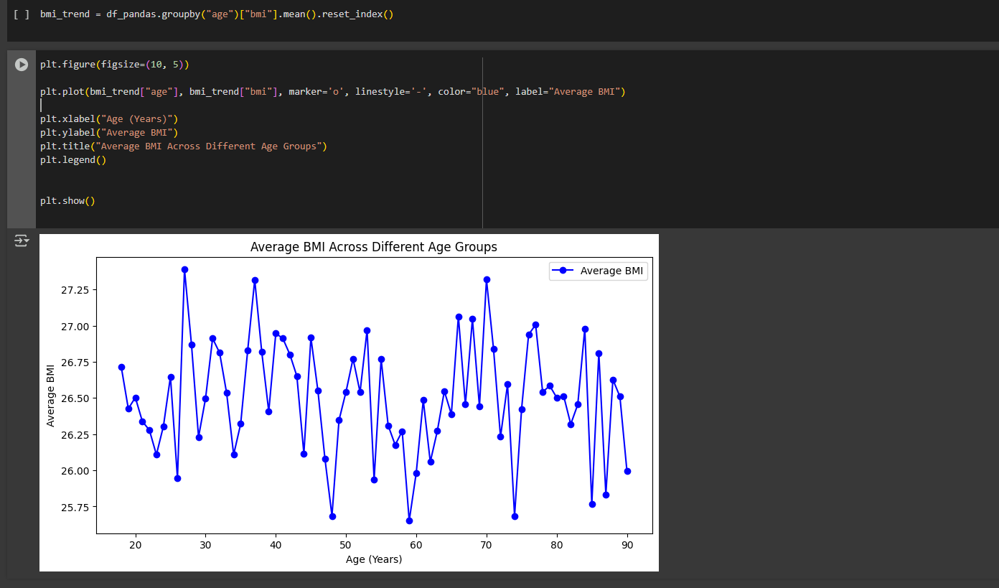 [ ] bmi_trend = df_pandas.groupby("age")["bmi"].mean().reset_index()
plt.figure(figsize=(10, 5))
plt.plot(bmi_trend["age"], bmi_trend["bmi"], marker='o', linestyle='-', color="blue", label="Average BMI")
plt.xlabel("Age (Years)")
plt.ylabel("Average BMI")
plt.title("Average BMI Across Different Age Groups")
plt.legend()
plt.show()
Average BMI Across Different Age Groups
Average BMI
27.25
27.00
26.75
26.50
26.25
26.00
25.75
Average BMI
20 30 40 50 60 70 80 90
Age (Years)